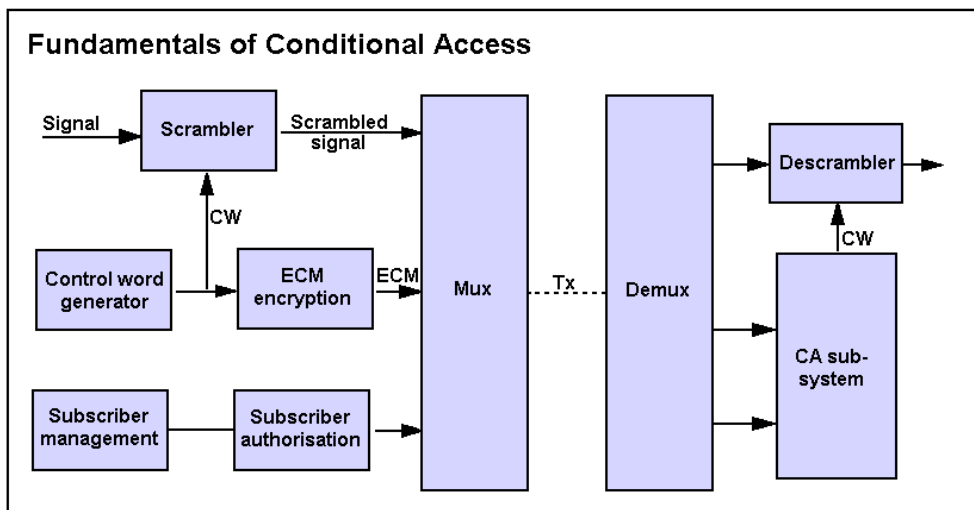 Fundamentals of Conditional Access
Signal
Scrambler
Scrambled
signal
Descrambler
CW
CW
Control word
generator
ECM
encryption
ECM
Mux
Tx
Demux
CA sub-
system
Subscriber
management
Subscriber
authorisation